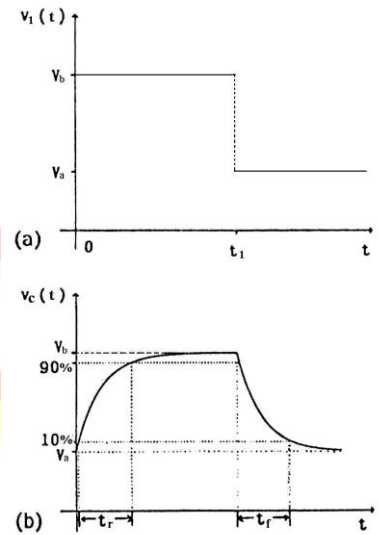 v₁(t)
V_b
V_a
(a)
0
t₁
t
v_c(t)
V_b
90%
10%
V_a
(b)
t_r
t_f
t